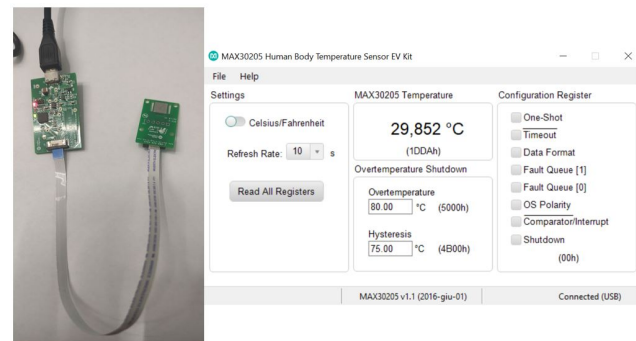 MAX30205 Human Body Temperature Sensor EV Kit
File Help
Settings
Celsius/Fahrenheit
Refresh Rate: 10 s
Read All Registers
MAX30205 Temperature
29,852 °C
(1DDAh)
Overtemperature Shutdown
Overtemperature
80.00 °C (5000h)
Hysteresis
75.00 °C (4B00h)
Configuration Register
One-Shot
Timeout
Data Format
Fault Queue [1]
Fault Queue [0]
OS Polarity
Comparator/Interrupt
Shutdown
(00h)
MAX30205 v1.1 (2016-giu-01)
Connected (USB)